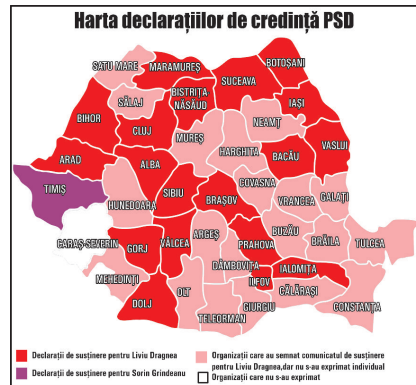 Harta declarațiilor de credință PSD
SATU MARE
MARAMUREȘ
BOTOȘANI
SUCEAVA
SĂLAJ
BISTRIȚA
NĂSĂUD
IAȘI
BIHOR
CLUJ
NEAMȚ
MUREȘ
HARGHITA
BACĂU
VASLUI
ARAD
ALBA
TIMIȘ
COVASNA
HUNEDOARA
SIBIU
BRAȘOV
VRANCEA
GALAȚI
CARAȘ-SEVERIN
GORJ
VÂLCEA
ARGEȘ
PRAHOVA
BUZĂU
BRĂILA
TULCEA
DÂMBOVIȚA
MEHEDINȚI
IALOMIȚA
ILFOV
CĂLĂRAȘI
DOLJ
OLT
GIURGIU
CONSTANȚA
TELEORMAN
Declarații de susținere pentru Liviu Dragnea
Declarații de susținere pentru Sorin Grindeanu
Organizații care au semnat comunicatul de susținere
pentru Liviu Dragnea,dar nu s-au exprimat individual
Organizații care nu s-au exprimat